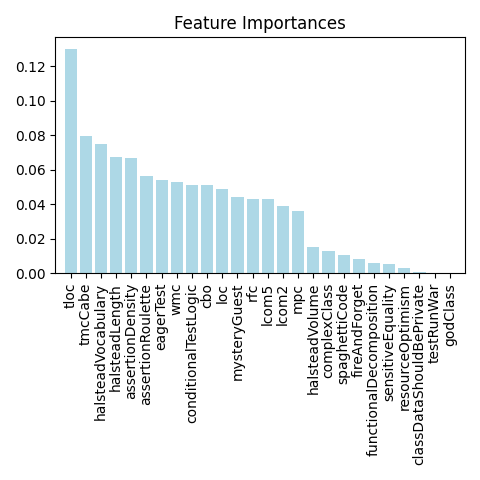 Feature Importances
0.12
0.10
0.08
0.06
0.04
0.02
0.00
tloc
tmcCabe
halsteadVocabulary
halsteadLength
assertionDensity
assertionRoulette
eagerTest
wmc
conditionalTestLogic
cbo
loc
mysteryGuest
rfc
lcom5
lcom2
mpc
halsteadVolume
complexClass
spaghettiCode
fireAndForget
functionalDecomposition
sensitiveEquality
resourceOptimism
classDataShouldBePrivate
testRunWar
godClass